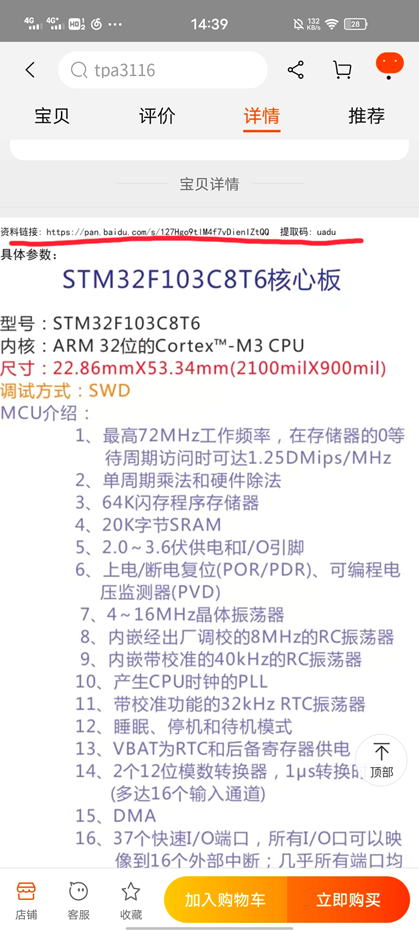 4G 4G+ HD 1 2 ... 14:39 132 KB/s 28
tpa3116
宝贝 评价 详情 推荐
宝贝详情
资料链接: https://pan.baidu.com/s/127Hgo9tlM4f7vDienIZtQQ 提取码: uadu
具体参数:
STM32F103C8T6核心板
型号：STM32F103C8T6
内核：ARM 32位的Cortex™-M3 CPU
尺寸：22.86mmX53.34mm(2100milX900mil)
调试方式：SWD
MCU介绍：
1、最高72MHz工作频率，在存储器的0等
待周期访问时可达1.25DMips/MHz
2、单周期乘法和硬件除法
3、64K闪存程序存储器
4、20K字节SRAM
5、2.0～3.6伏供电和I/O引脚
6、上电/断电复位(POR/PDR)、可编程电
压监测器(PVD)
7、4～16MHz晶体振荡器
8、内嵌经出厂调校的8MHz的RC振荡器
9、内嵌带校准的40kHz的RC振荡器
10、产生CPU时钟的PLL
11、带校准功能的32kHz RTC振荡器
12、睡眠、停机和待机模式
13、VBAT为RTC和后备寄存器供电
14、2个12位模数转换器，1μs转换时
(多达16个输入通道)
15、DMA
16、37个快速I/O端口，所有I/O口可以映
像到16个外部中断；几乎所有端口均
顶部
店铺 客服 收藏 加入购物车 立即购买